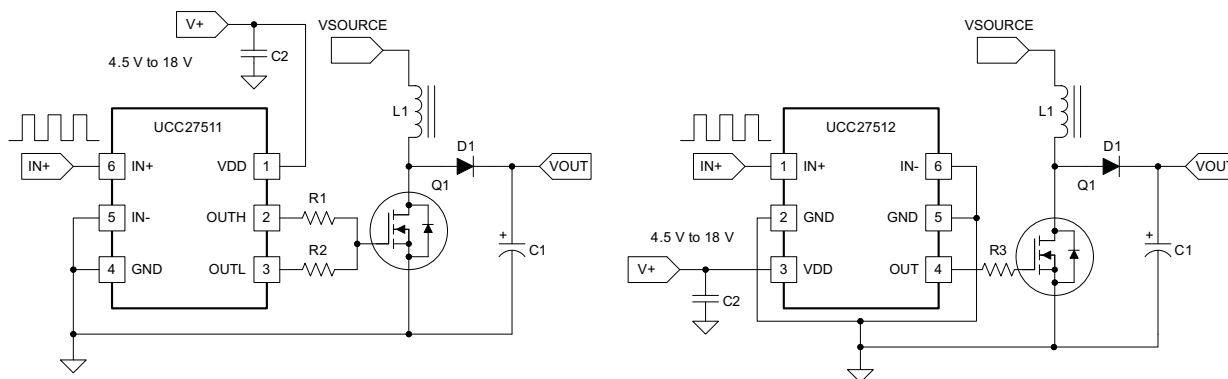 V+
C2
4.5 V to 18 V
VSOURCE
L1
UCC27511
IN+
6
IN+
VDD
1
D1
VOUT
Q1
5
IN-
OUTH
2
R1
4
GND
OUTL
3
R2
+
C1
VSOURCE
L1
UCC27512
IN+
1
IN+
IN-
6
D1
VOUT
Q1
2
GND
GND
5
4.5 V to 18 V
V+
3
VDD
OUT
4
R3
+
C1
C2